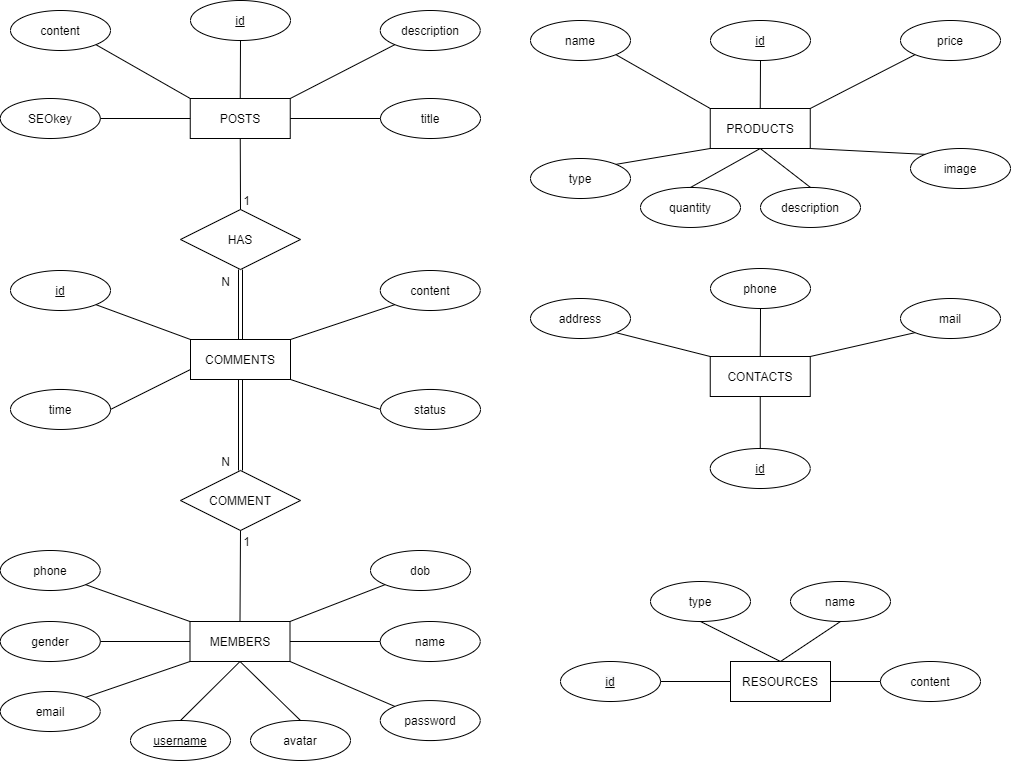 content
id
description
SEOkey
POSTS
title
1
HAS
N
id
content
COMMENTS
time
status
N
COMMENT
1
phone
dob
gender
MEMBERS
name
email
username
avatar
password
name
id
price
PRODUCTS
type
image
quantity
description
phone
address
mail
CONTACTS
id
type
name
id
RESOURCES
content